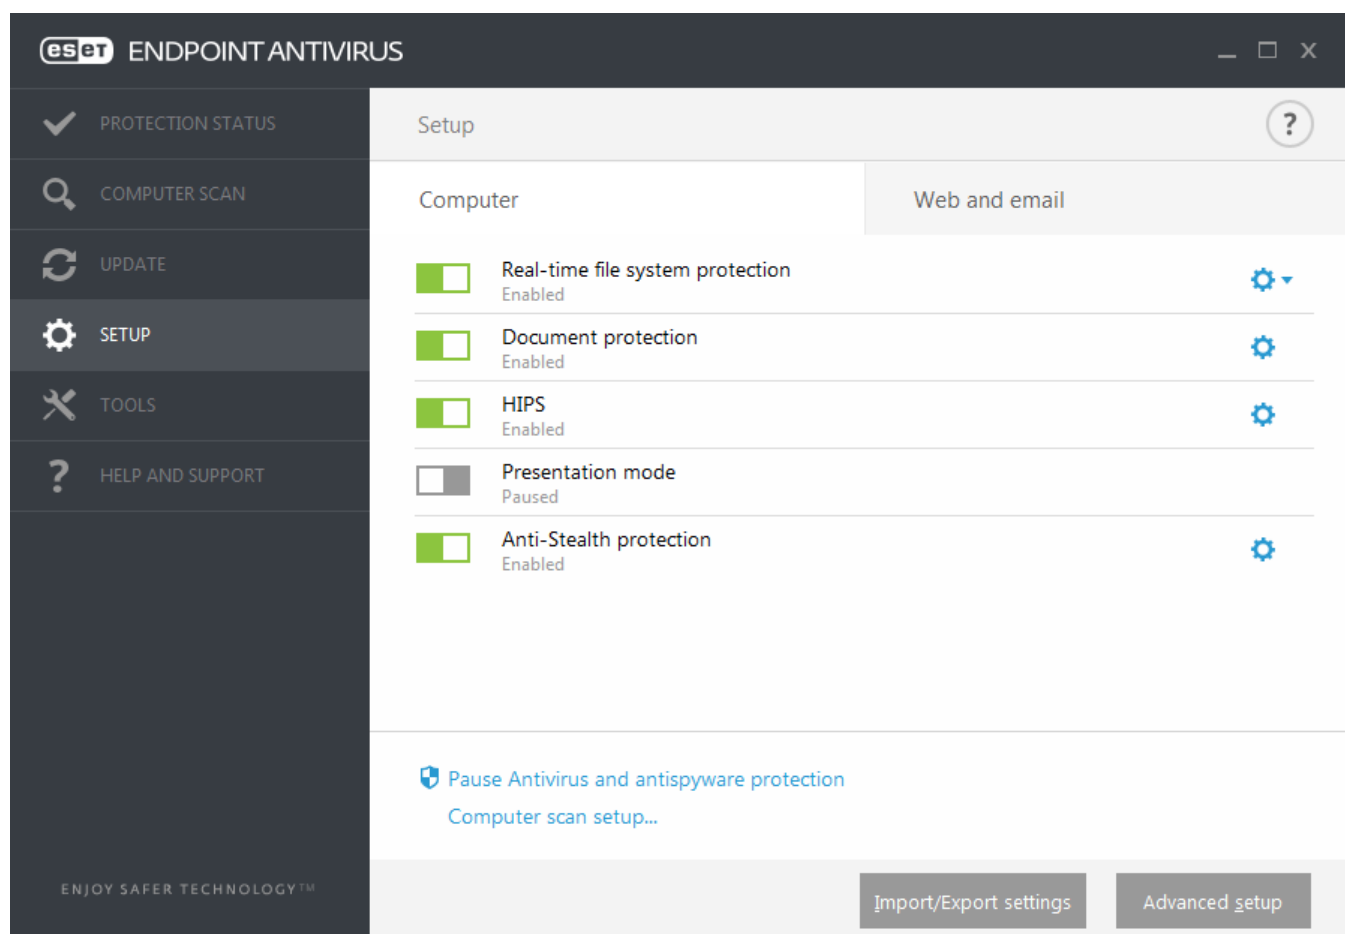 eset ENDPOINT ANTIVIRUS
PROTECTION STATUS
COMPUTER SCAN
UPDATE
SETUP
TOOLS
HELP AND SUPPORT
ENJOY SAFER TECHNOLOGY™
Setup
?
Computer
Web and email
Real-time file system protection
Enabled
Document protection
Enabled
HIPS
Enabled
Presentation mode
Paused
Anti-Stealth protection
Enabled
Pause Antivirus and antispyware protection
Computer scan setup...
Import/Export settings
Advanced setup